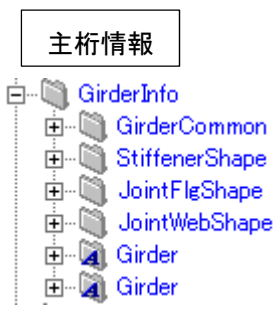 主桁情報
GirderInfo
GirderCommon
StiffenerShape
JointFlgShape
JointWebShape
Girder
Girder